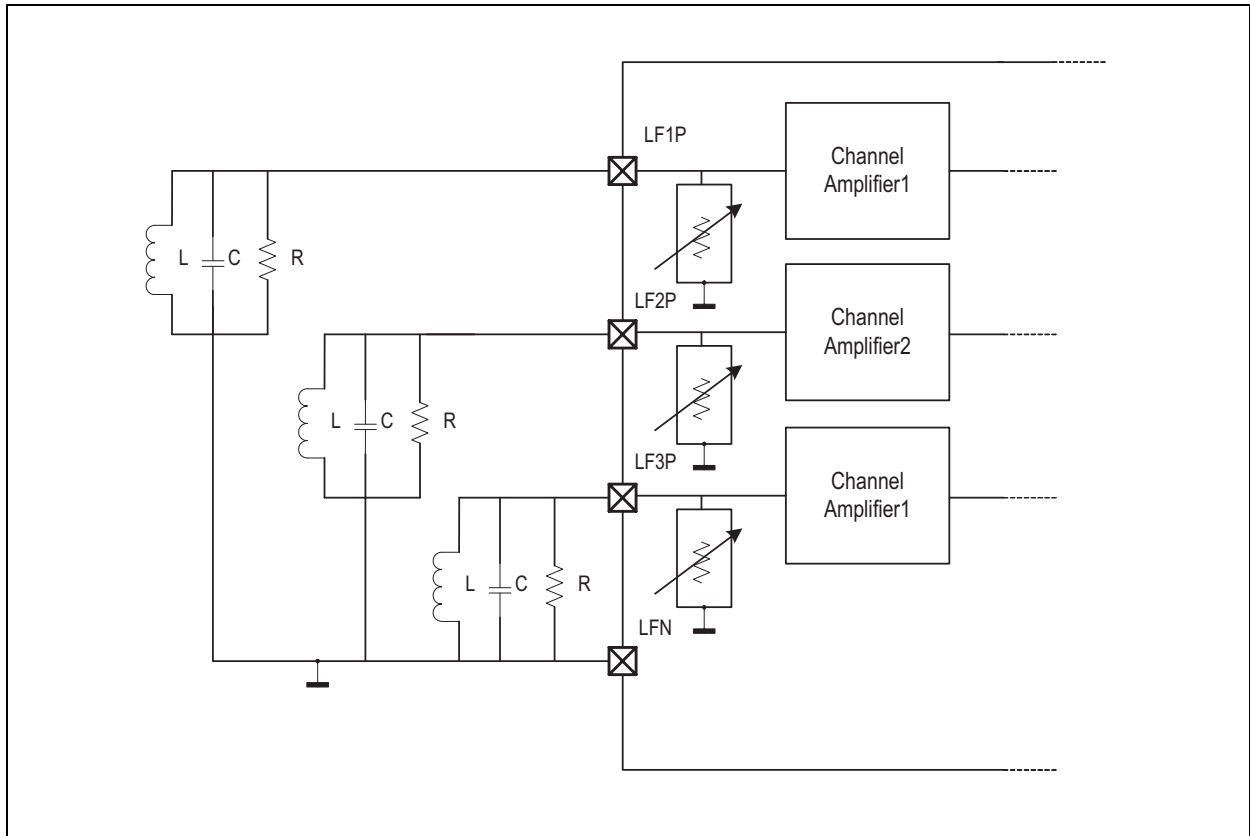 LF1P
Channel
Amplifier1
L
C
R
LF2P
Channel
Amplifier2
L
C
R
LF3P
Channel
Amplifier1
L
C
R
LFN